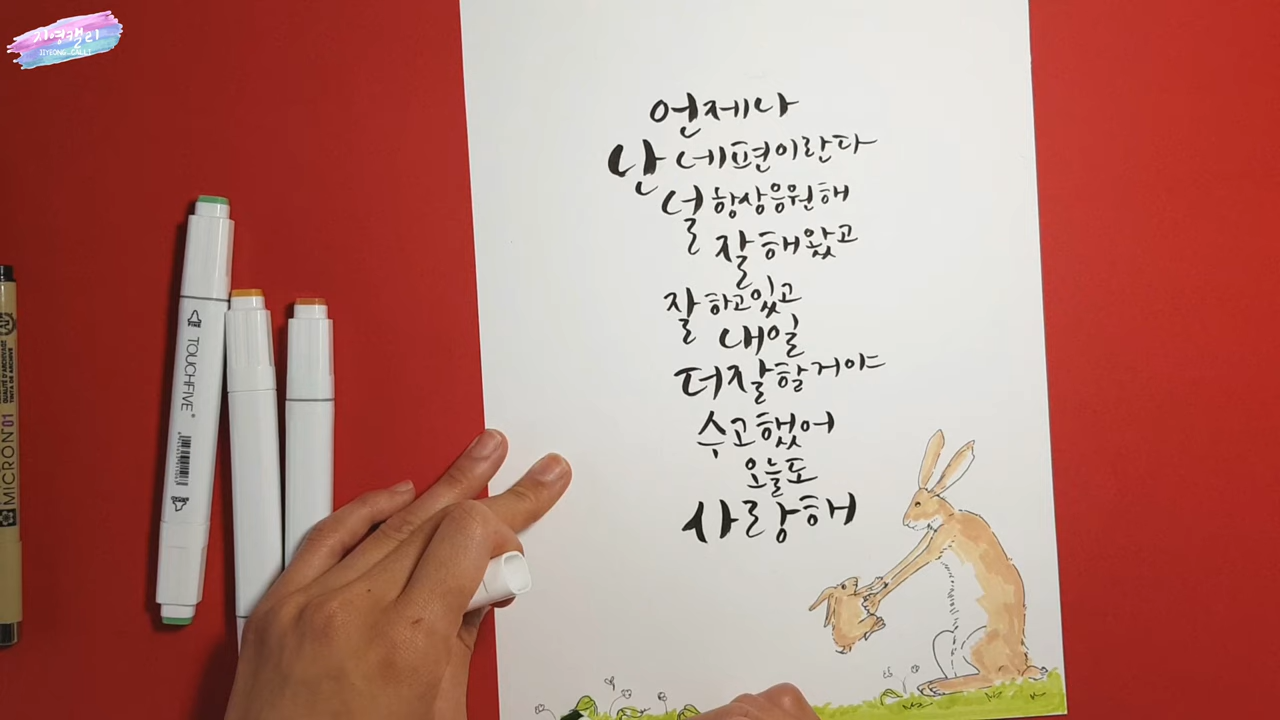 지영캘리
JIYEONG CALLI
언제나
난 네편이란다
널 항상응원해
잘해왔고
잘하고있고
내일
더잘할거야
수고했어
오늘도
사랑해
FINE
TOUCHFIVE
MICRON 01